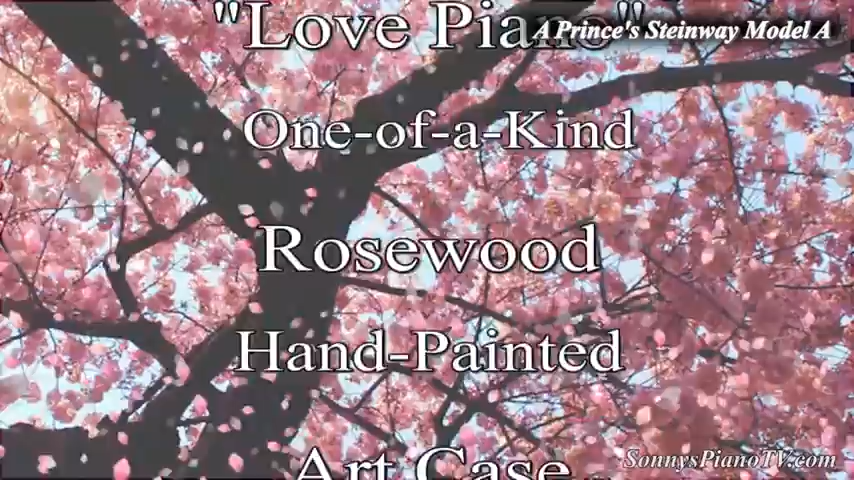 "Love Piano"
A Prince's Steinway Model A
One-of-a-Kind
Rosewood
Hand-Painted
Art Case
SonnysPianoTV.com